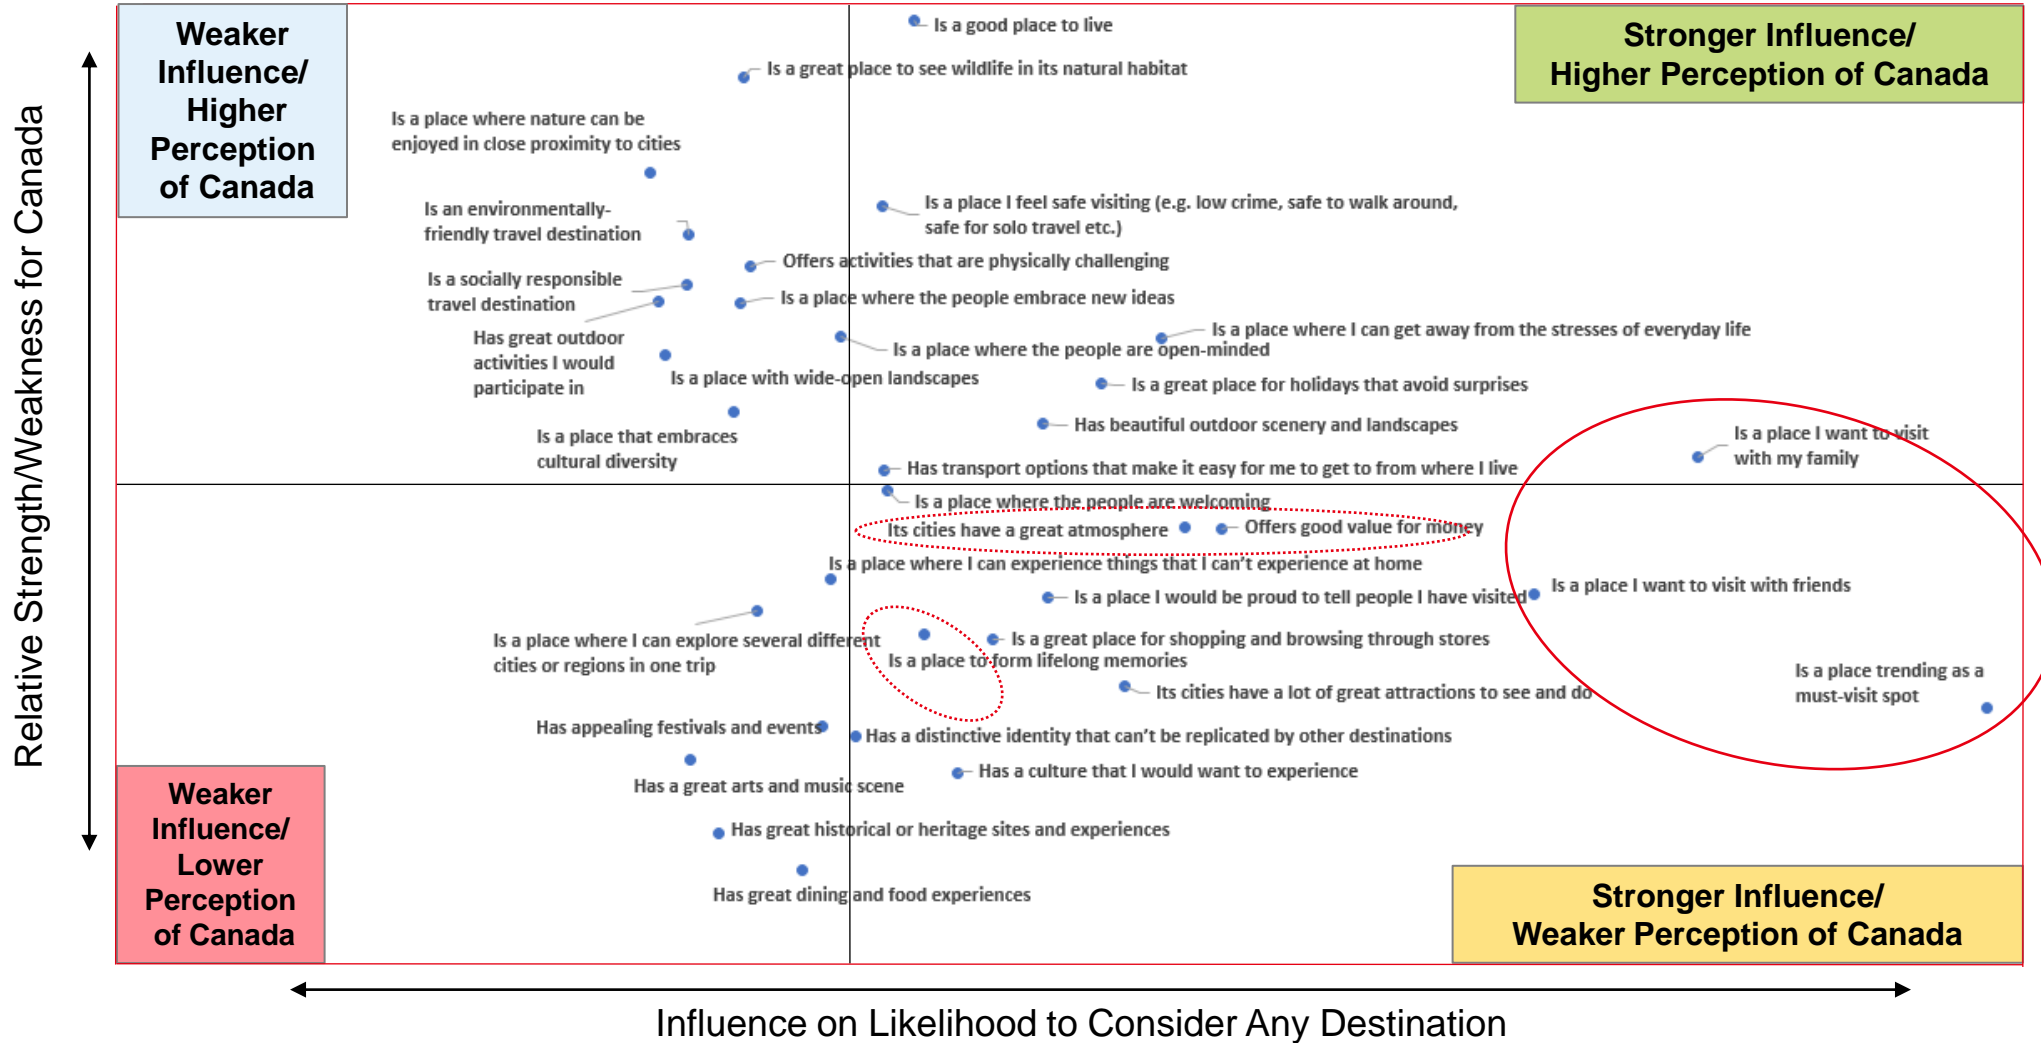 Relative Strength/Weakness for Canada
Weaker
Influence/
Higher
Perception
of Canada
Stronger Influence/
Higher Perception of Canada
Is a good place to live
Is a great place to see wildlife in its natural habitat
Is a place where nature can be
enjoyed in close proximity to cities
Is an environmentally-
friendly travel destination
Is a place I feel safe visiting (e.g. low crime, safe to walk around,
safe for solo travel etc.)
Offers activities that are physically challenging
Is a socially responsible
travel destination
Is a place where the people embrace new ideas
Has great outdoor
activities I would
participate in
Is a place where I can get away from the stresses of everyday life
Is a place where the people are open-minded
Is a place with wide-open landscapes
Is a great place for holidays that avoid surprises
Is a place that embraces
cultural diversity
Has beautiful outdoor scenery and landscapes
Is a place I want to visit
with my family
Has transport options that make it easy for me to get to from where I live
Is a place where the people are welcoming
Its cities have a great atmosphere
Offers good value for money
Is a place where I can experience things that I can't experience at home
Is a place I would be proud to tell people I have visited
Is a place I want to visit with friends
Is a place where I can explore several different
cities or regions in one trip
Is a great place for shopping and browsing through stores
Is a place to form lifelong memories
Its cities have a lot of great attractions to see and do
Is a place trending as a
must-visit spot
Has appealing festivals and events
Has a distinctive identity that can't be replicated by other destinations
Has a great arts and music scene
Has a culture that I would want to experience
Has great historical or heritage sites and experiences
Has great dining and food experiences
Weaker
Influence/
Lower
Perception
of Canada
Stronger Influence/
Weaker Perception of Canada
Influence on Likelihood to Consider Any Destination